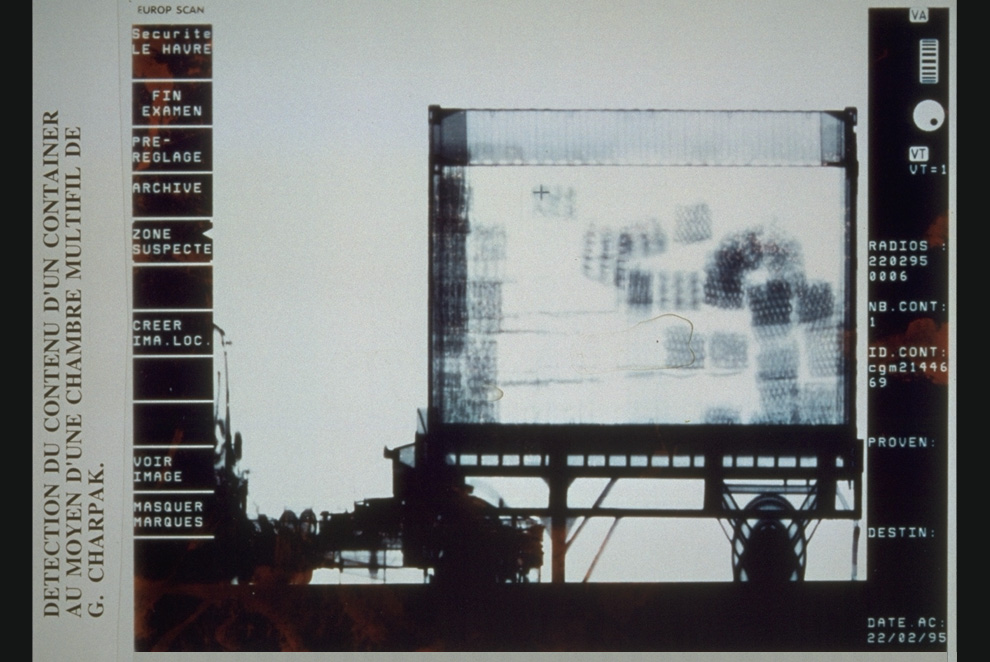 DETECTION DU CONTENU D'UN CONTAINER
AU MOYEN D'UNE CHAMBRE MULTIFIL DE
G. CHARPAK.
EUROP SCAN
Securite
LE HAVRE
FIN
EXAMEN
PRE-
REGLAGE
ARCHIVE
ZONE
SUSPECTE
CREER
IMA.LOC.
VOIR
IMAGE
MASQUER
MARQUES
VA
VT
VT=1
RADIOS :
220295
0006
NB.CONT:
1
ID.CONT:
cgm21446
69
PROVEN:
DESTIN:
DATE.AC:
22/02/95